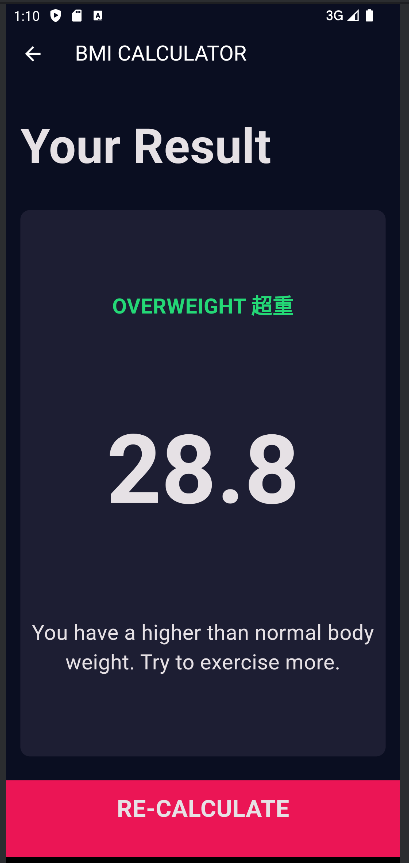 1:10
3G
BMI CALCULATOR
Your Result
OVERWEIGHT 超重
28.8
You have a higher than normal body
weight. Try to exercise more.
RE-CALCULATE